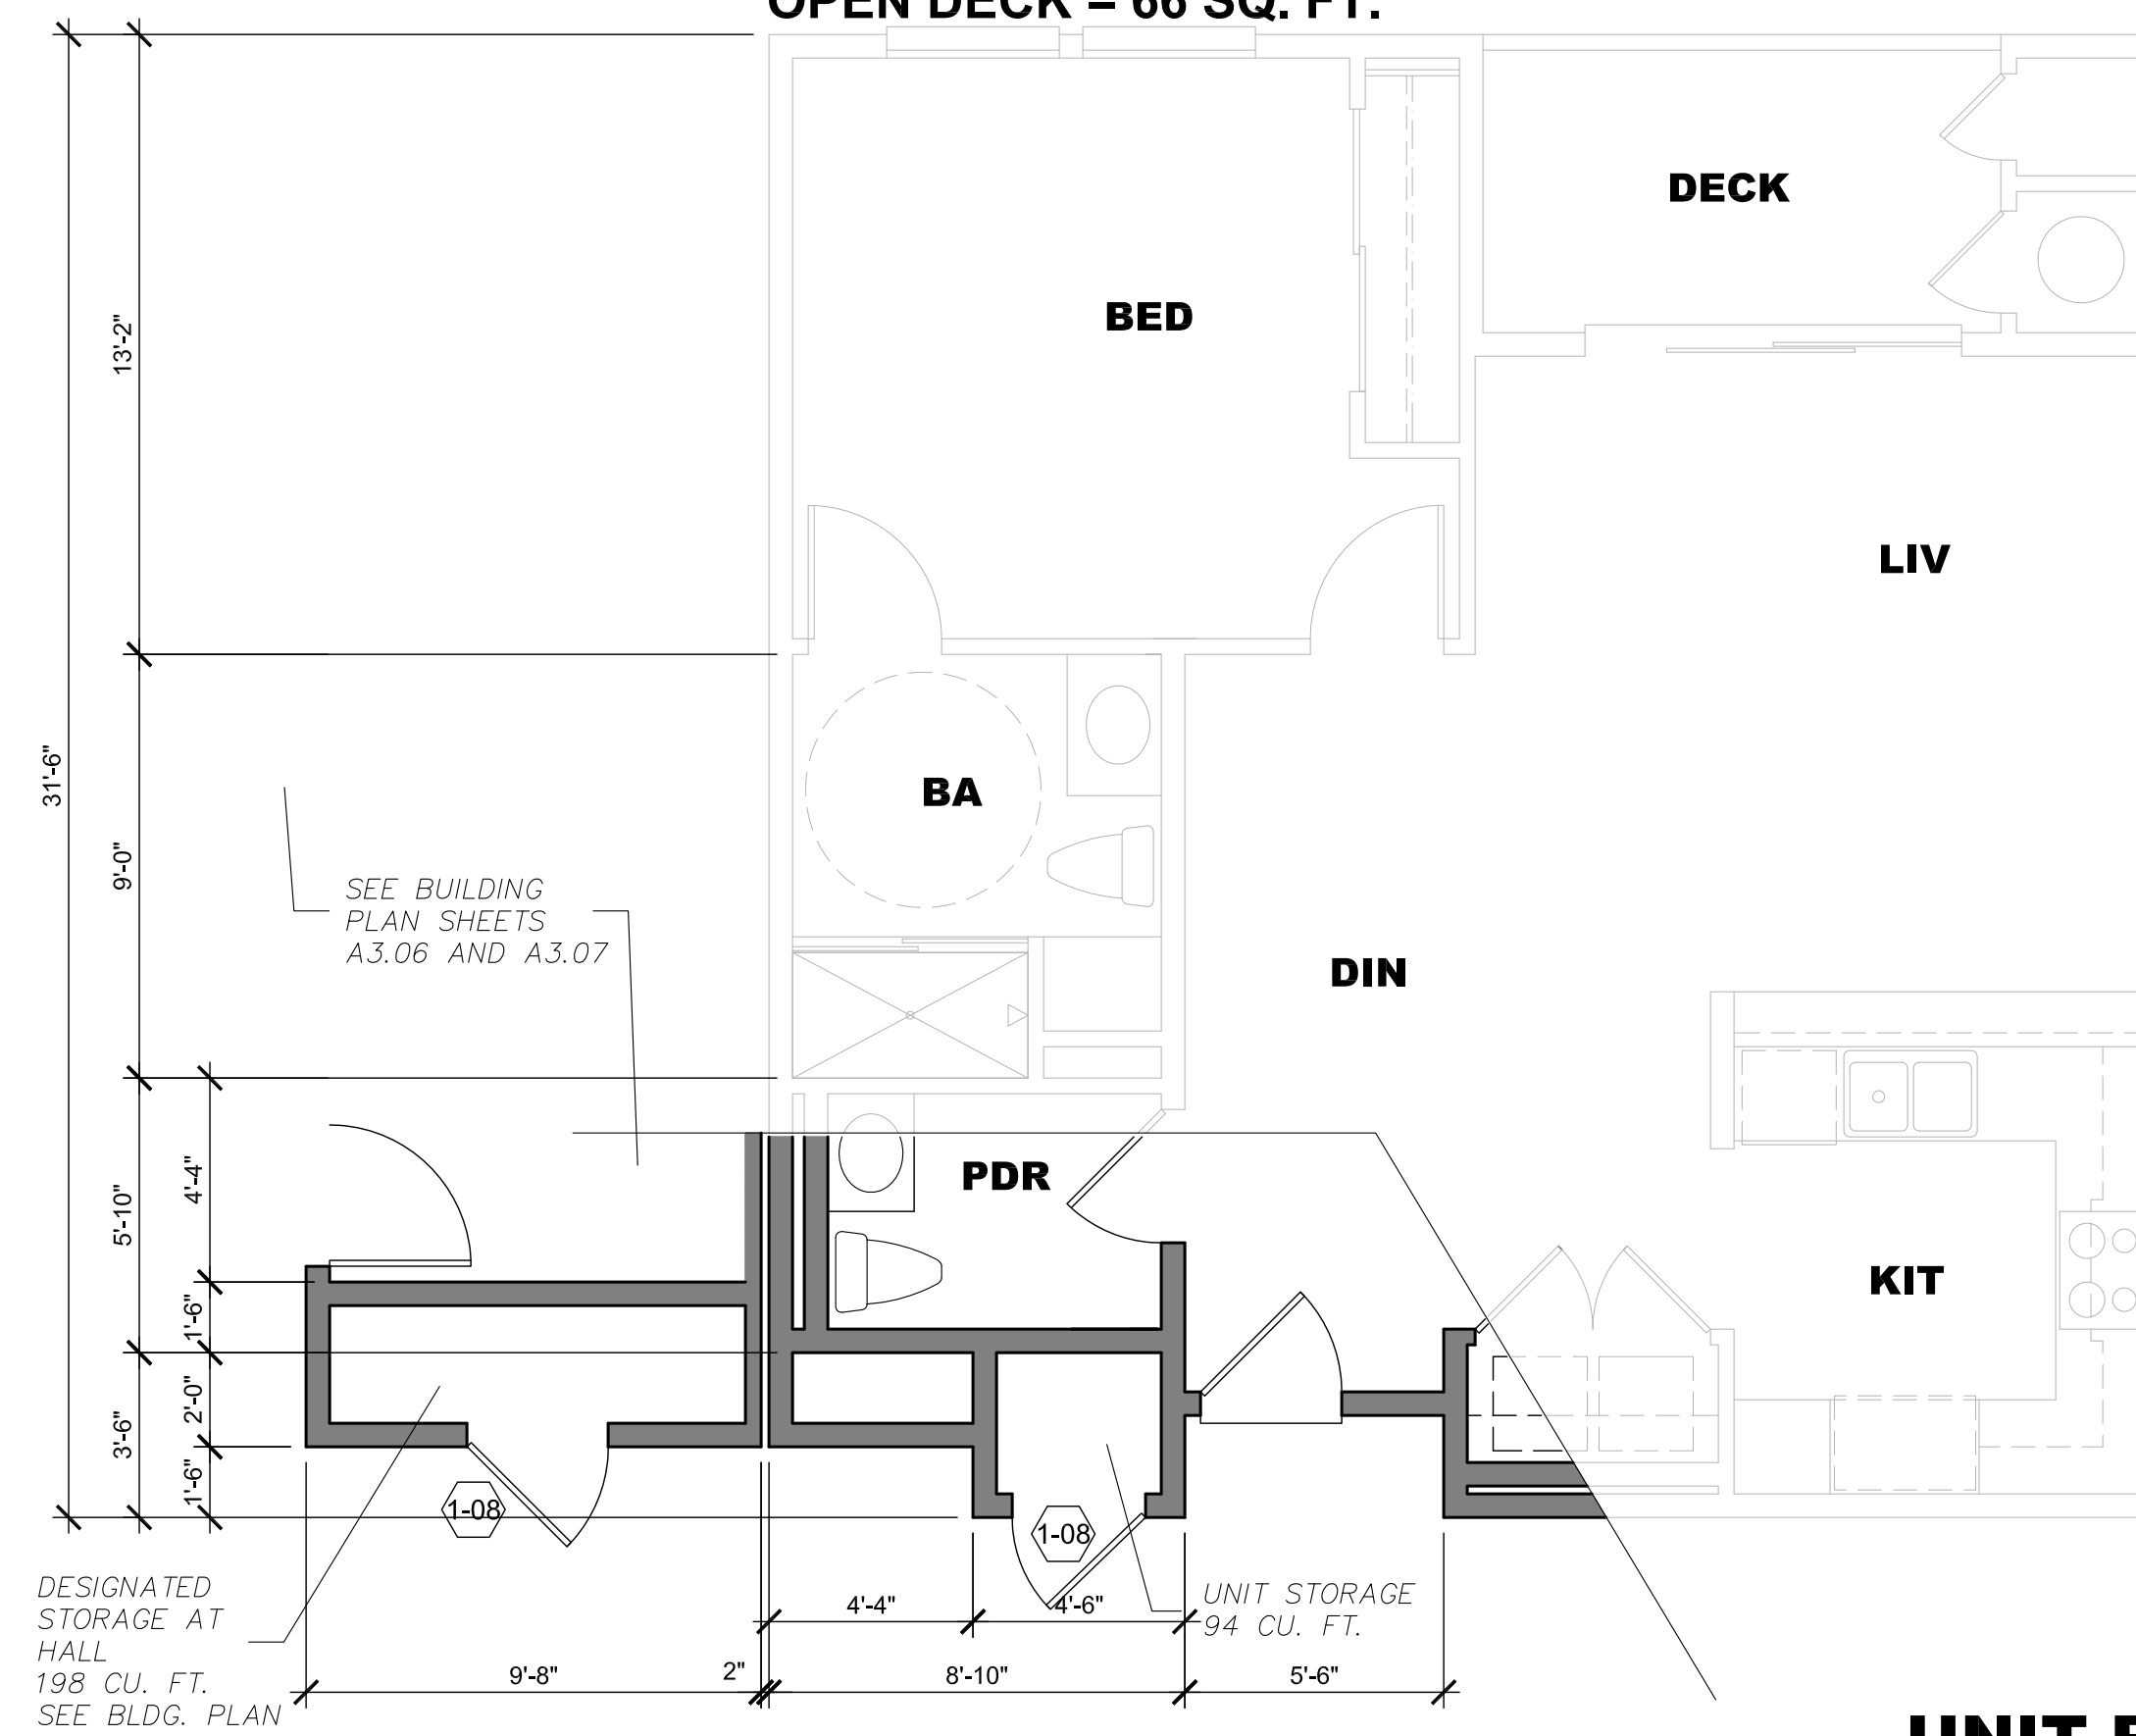 OPEN DECK = 66 SQ. FT.
DECK
BED
13'-2"
LIV
31'-6"
BA
9'-0"
SEE BUILDING
PLAN SHEETS
A3.06 AND A3.07
DIN
PDR
4'-4"
5'-10"
KIT
1'-6"
2'-0"
3'-6"
1'-6"
1-08
1-08
DESIGNATED
STORAGE AT
HALL
198 CU. FT.
SEE BLDG. PLAN
4'-4"
4'-6"
UNIT STORAGE
94 CU. FT.
9'-8"
2"
8'-10"
5'-6"
UNIT